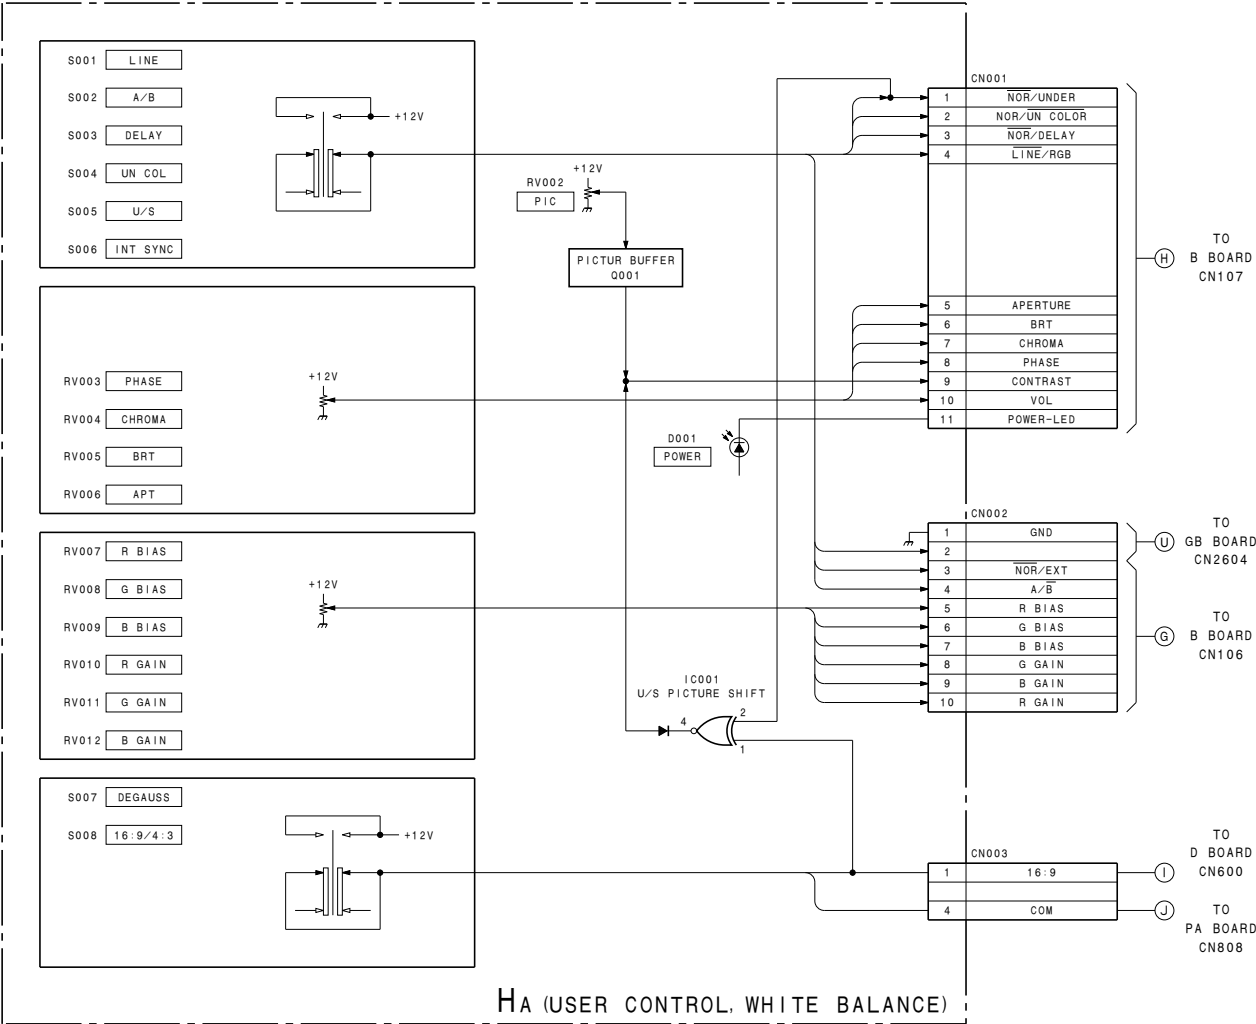 S001 LINE
S002 A/B
S003 DELAY
S004 UN COL
S005 U/S
S006 INT SYNC
+12V
RV002
PIC
+12V
PICTUR BUFFER
Q001
CN001
1 NOR/UNDER
2 NOR/UN COLOR
3 NOR/DELAY
4 LINE/RGB
5 APERTURE
6 BRT
7 CHROMA
8 PHASE
9 CONTRAST
10 VOL
11 POWER-LED
H
TO
B BOARD
CN107
RV003 PHASE
RV004 CHROMA
RV005 BRT
RV006 APT
+12V
D001
POWER
CN002
1 GND
2
3 NOR/EXT
4 A/B
5 R BIAS
6 G BIAS
7 B BIAS
8 G GAIN
9 B GAIN
10 R GAIN
U
TO
GB BOARD
CN2604
G
TO
B BOARD
CN106
RV007 R BIAS
RV008 G BIAS
RV009 B BIAS
RV010 R GAIN
RV011 G GAIN
RV012 B GAIN
+12V
IC001
U/S PICTURE SHIFT
4
2
1
S007 DEGAUSS
S008 16:9/4:3
+12V
CN003
1 16:9
4 COM
I
TO
D BOARD
CN600
J
TO
PA BOARD
CN808
HA (USER CONTROL, WHITE BALANCE)